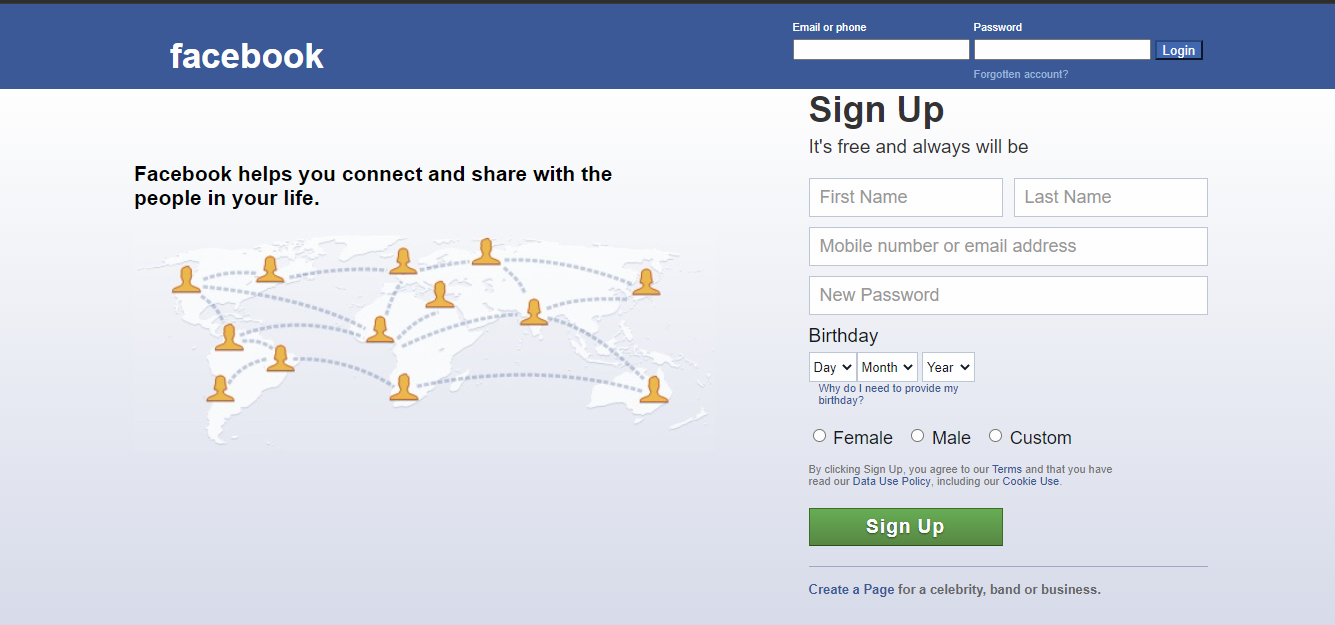 facebook
Email or phone
Password
Login
Forgotten account?
Facebook helps you connect and share with the
people in your life.
Sign Up
It's free and always will be
First Name
Last Name
Mobile number or email address
New Password
Birthday
Day
Month
Year
Why do I need to provide my
birthday?
Female
Male
Custom
By clicking Sign Up, you agree to our Terms and that you have
read our Data Use Policy, including our Cookie Use.
Sign Up
Create a Page for a celebrity, band or business.